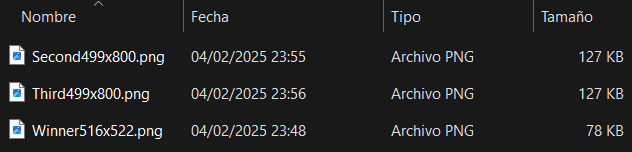 Nombre Fecha Tipo Tamaño
Second499x800.png 04/02/2025 23:55 Archivo PNG 127 KB
Third499x800.png 04/02/2025 23:56 Archivo PNG 127 KB
Winner516x522.png 04/02/2025 23:48 Archivo PNG 78 KB